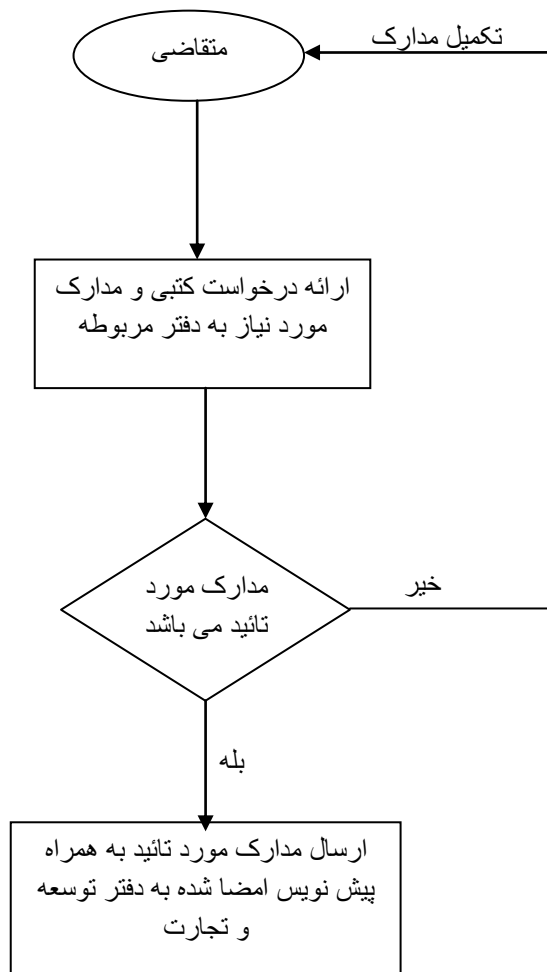 متقاضی
تکمیل مدارک
ارائه درخواست کتبی و مدارک
مورد نیاز به دفتر مربوطه
مدارک مورد
تائید می باشد
خیر
بله
ارسال مدارک مورد تائید به همراه
پیش نویس امضا شده به دفتر توسعه
و تجارت